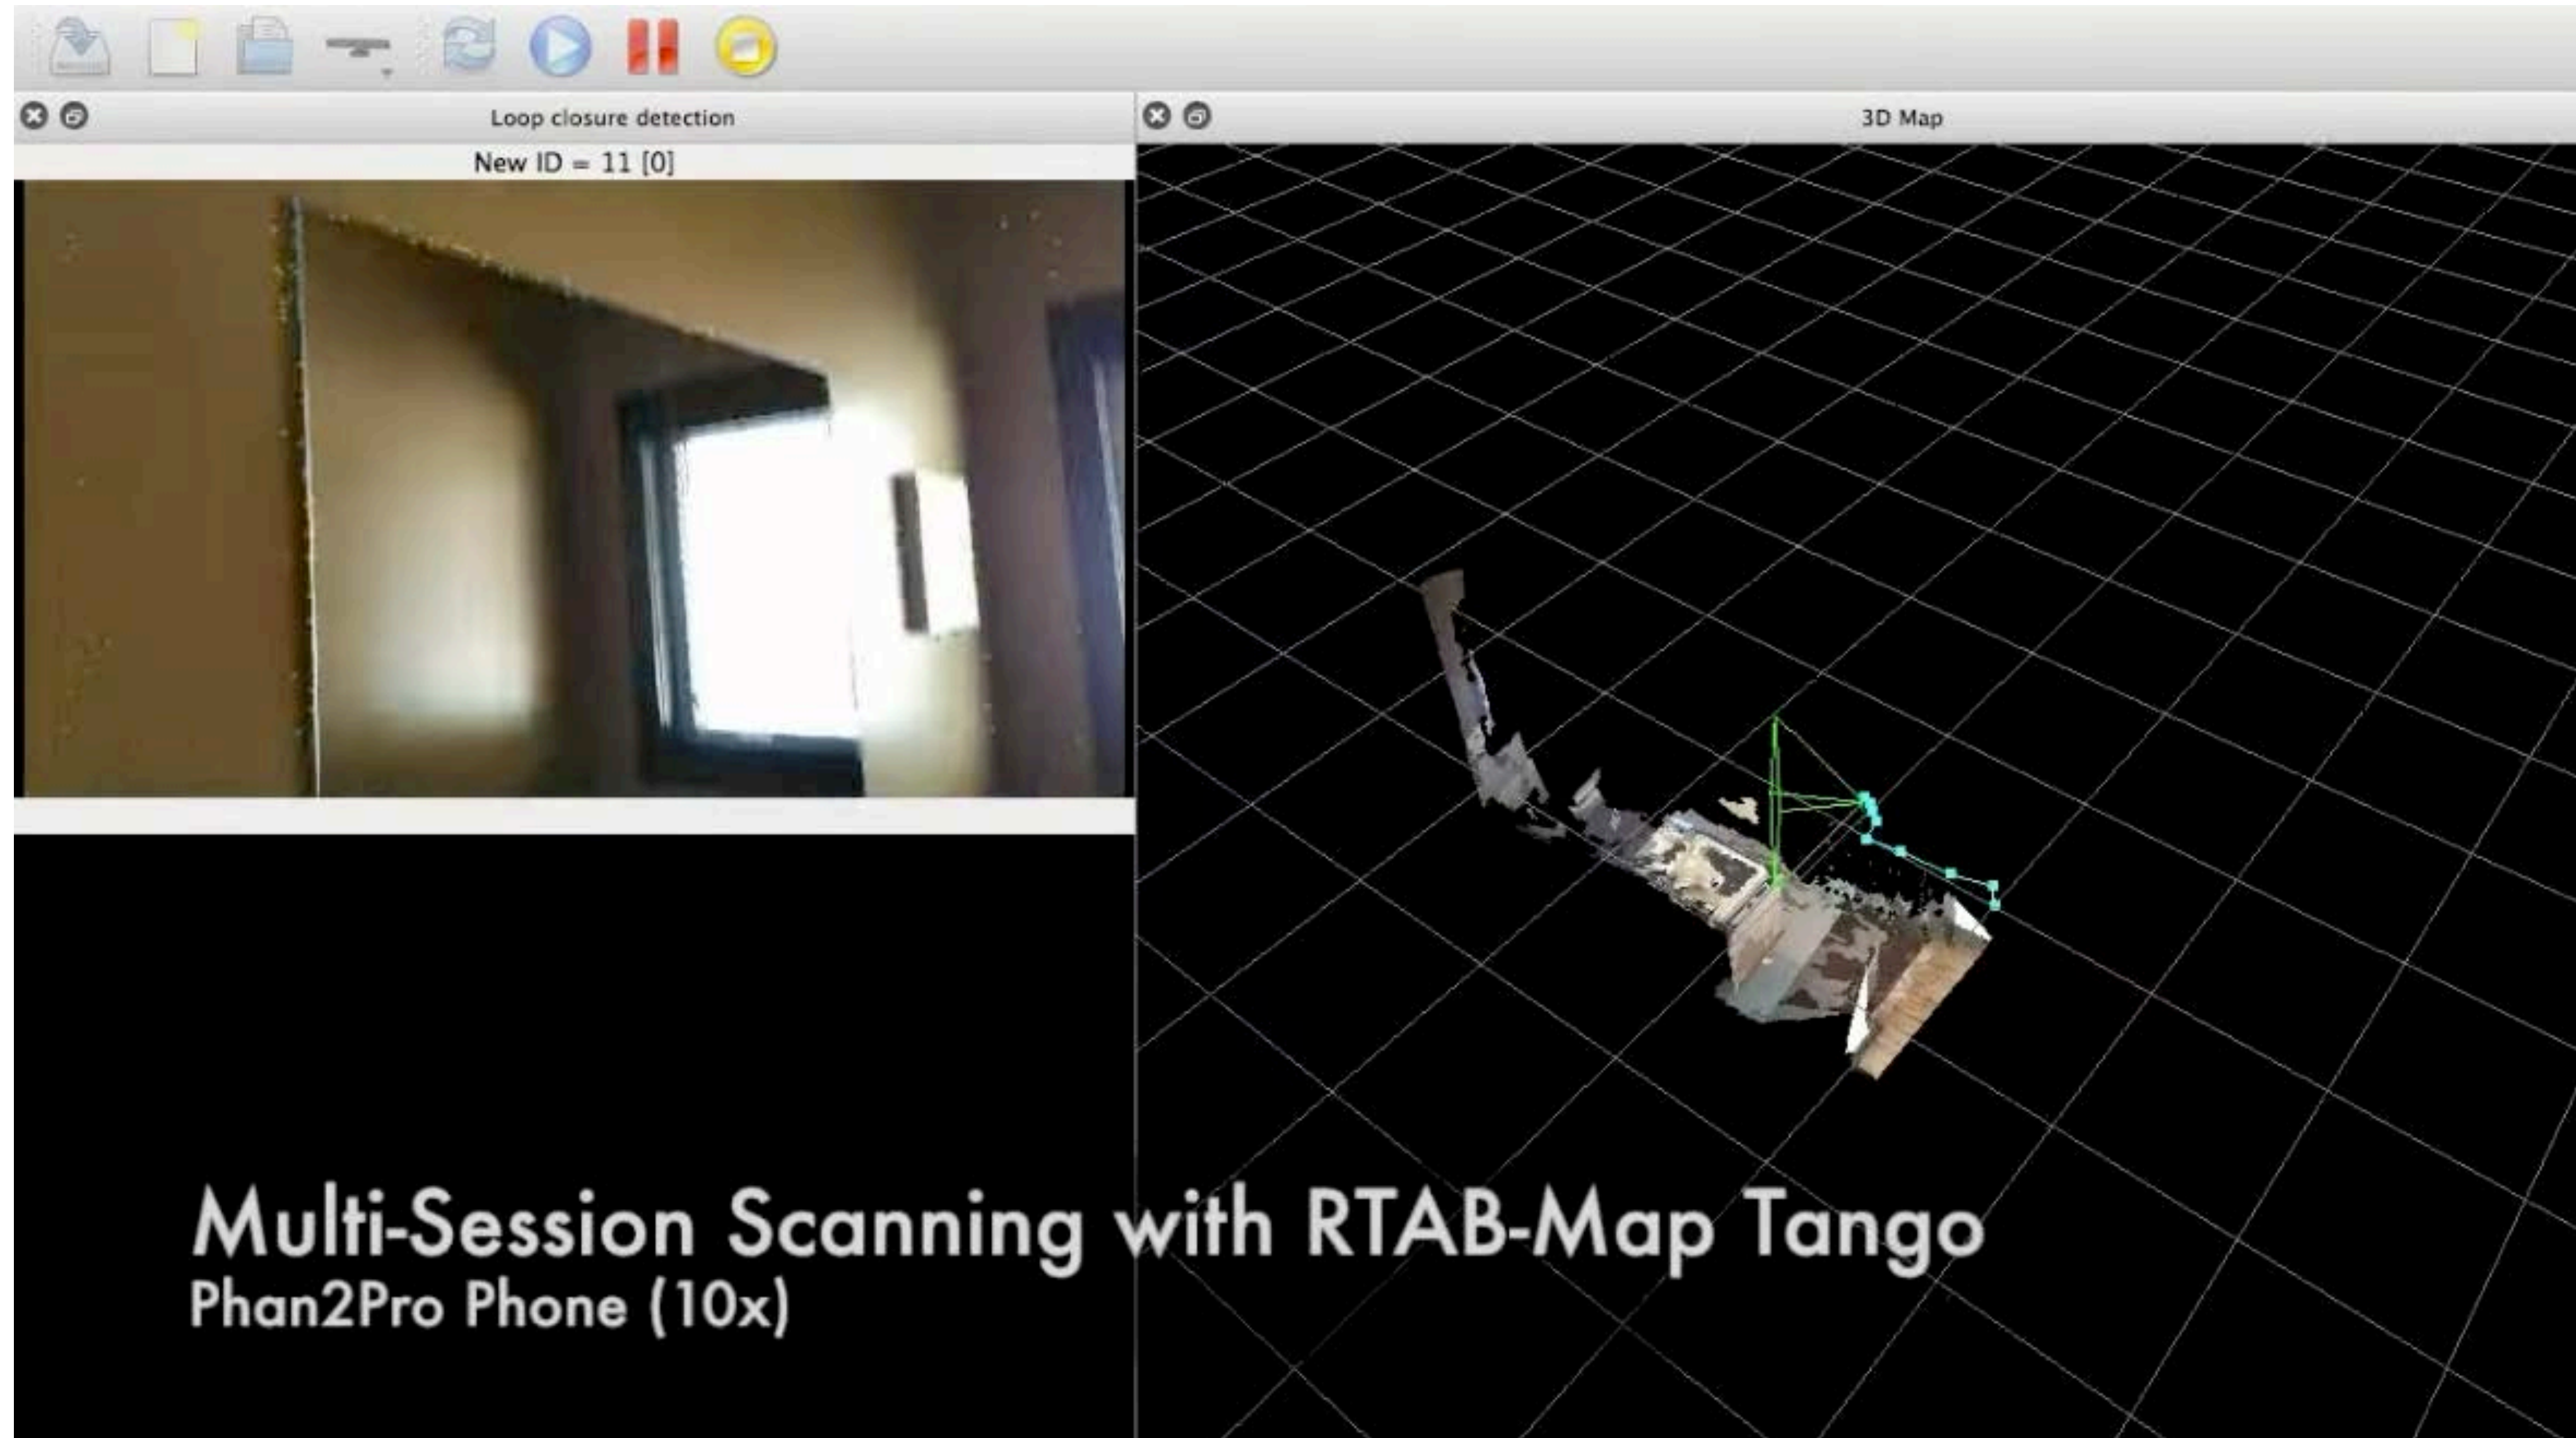 Loop closure detection
3D Map
New ID = 11 [0]
Multi-Session Scanning with RTAB-Map Tango
Phan2Pro Phone (10x)